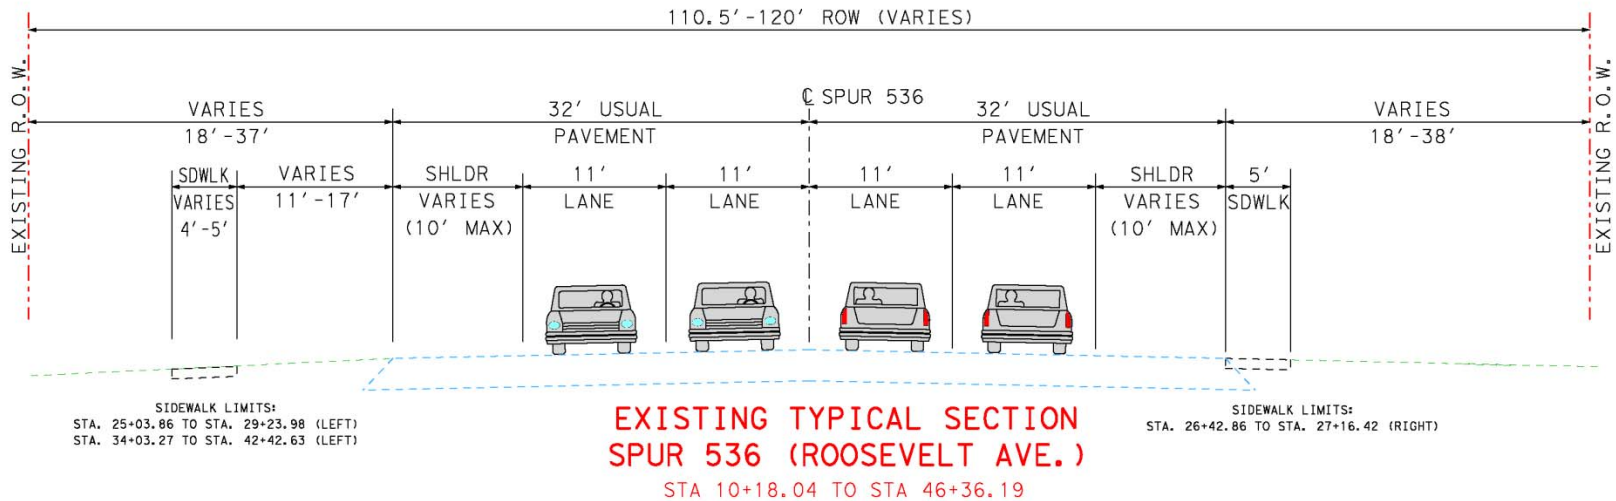 110.5'-120' ROW (VARIES)
EXISTING R.O.W.
EXISTING R.O.W.
℄ SPUR 536
VARIES
18'-37'
32' USUAL
PAVEMENT
32' USUAL
PAVEMENT
VARIES
18'-38'
SDWLK
VARIES
4'-5'
VARIES
11'-17'
SHLDR
VARIES
(10' MAX)
11'
LANE
11'
LANE
11'
LANE
11'
LANE
SHLDR
VARIES
(10' MAX)
5'
SDWLK
SIDEWALK LIMITS:
STA. 25+03.86 TO STA. 29+23.98 (LEFT)
STA. 34+03.27 TO STA. 42+42.63 (LEFT)
SIDEWALK LIMITS:
STA. 26+42.86 TO STA. 27+16.42 (RIGHT)
EXISTING TYPICAL SECTION
SPUR 536 (ROOSEVELT AVE.)
STA 10+18.04 TO STA 46+36.19